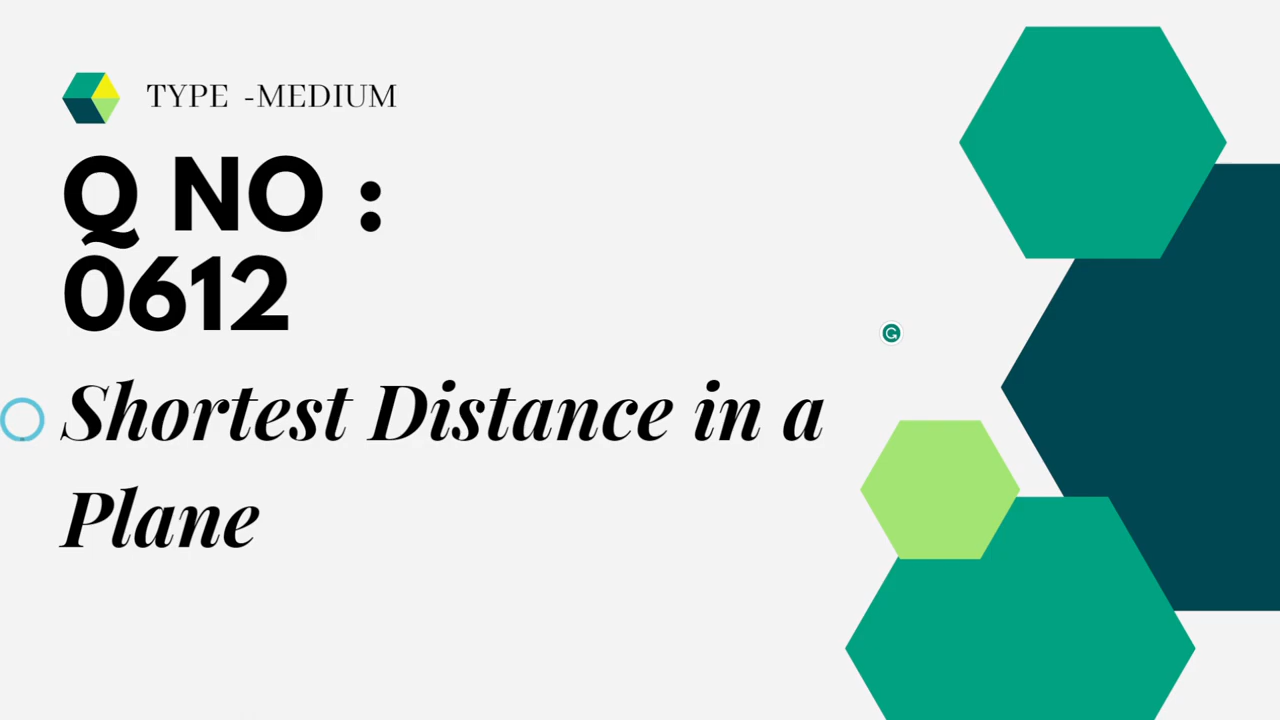 TYPE -MEDIUM
Q NO :
0612
Shortest Distance in a
Plane